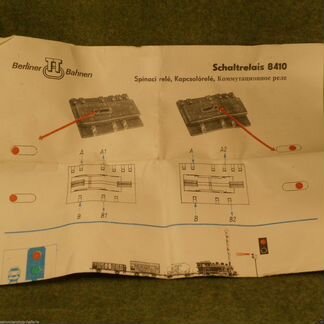 Berliner TT Bahnen
Schaltrelais 8410
Spínací relé, Kapcsolórelé, Коммутационное реле
A A1
A A2
B B1
B B2